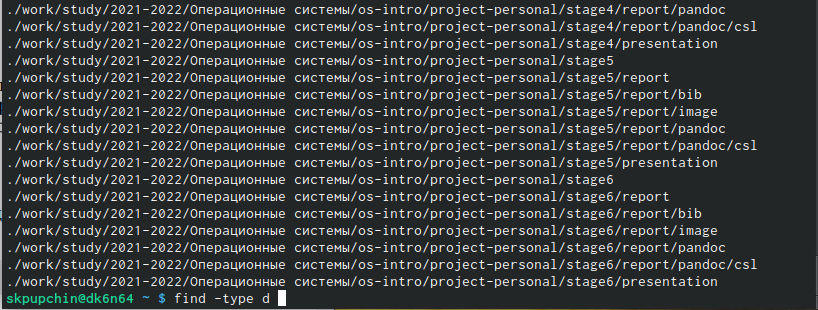 ./work/study/2021-2022/Операционные системы/os-intro/project-personal/stage4/report/pandoc
./work/study/2021-2022/Операционные системы/os-intro/project-personal/stage4/report/pandoc/csl
./work/study/2021-2022/Операционные системы/os-intro/project-personal/stage4/presentation
./work/study/2021-2022/Операционные системы/os-intro/project-personal/stage5
./work/study/2021-2022/Операционные системы/os-intro/project-personal/stage5/report
./work/study/2021-2022/Операционные системы/os-intro/project-personal/stage5/report/bib
./work/study/2021-2022/Операционные системы/os-intro/project-personal/stage5/report/image
./work/study/2021-2022/Операционные системы/os-intro/project-personal/stage5/report/pandoc
./work/study/2021-2022/Операционные системы/os-intro/project-personal/stage5/report/pandoc/csl
./work/study/2021-2022/Операционные системы/os-intro/project-personal/stage5/presentation
./work/study/2021-2022/Операционные системы/os-intro/project-personal/stage6
./work/study/2021-2022/Операционные системы/os-intro/project-personal/stage6/report
./work/study/2021-2022/Операционные системы/os-intro/project-personal/stage6/report/bib
./work/study/2021-2022/Операционные системы/os-intro/project-personal/stage6/report/image
./work/study/2021-2022/Операционные системы/os-intro/project-personal/stage6/report/pandoc
./work/study/2021-2022/Операционные системы/os-intro/project-personal/stage6/report/pandoc/csl
./work/study/2021-2022/Операционные системы/os-intro/project-personal/stage6/presentation
skpupchin@dk6n64 ~ $ find -type d